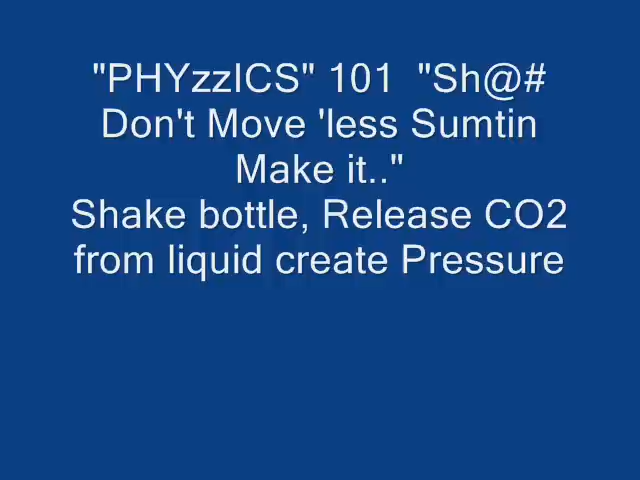 "PHYzzICS" 101  "Sh@#
Don't Move 'less Sumtin
Make it.."
Shake bottle, Release CO2
from liquid create Pressure